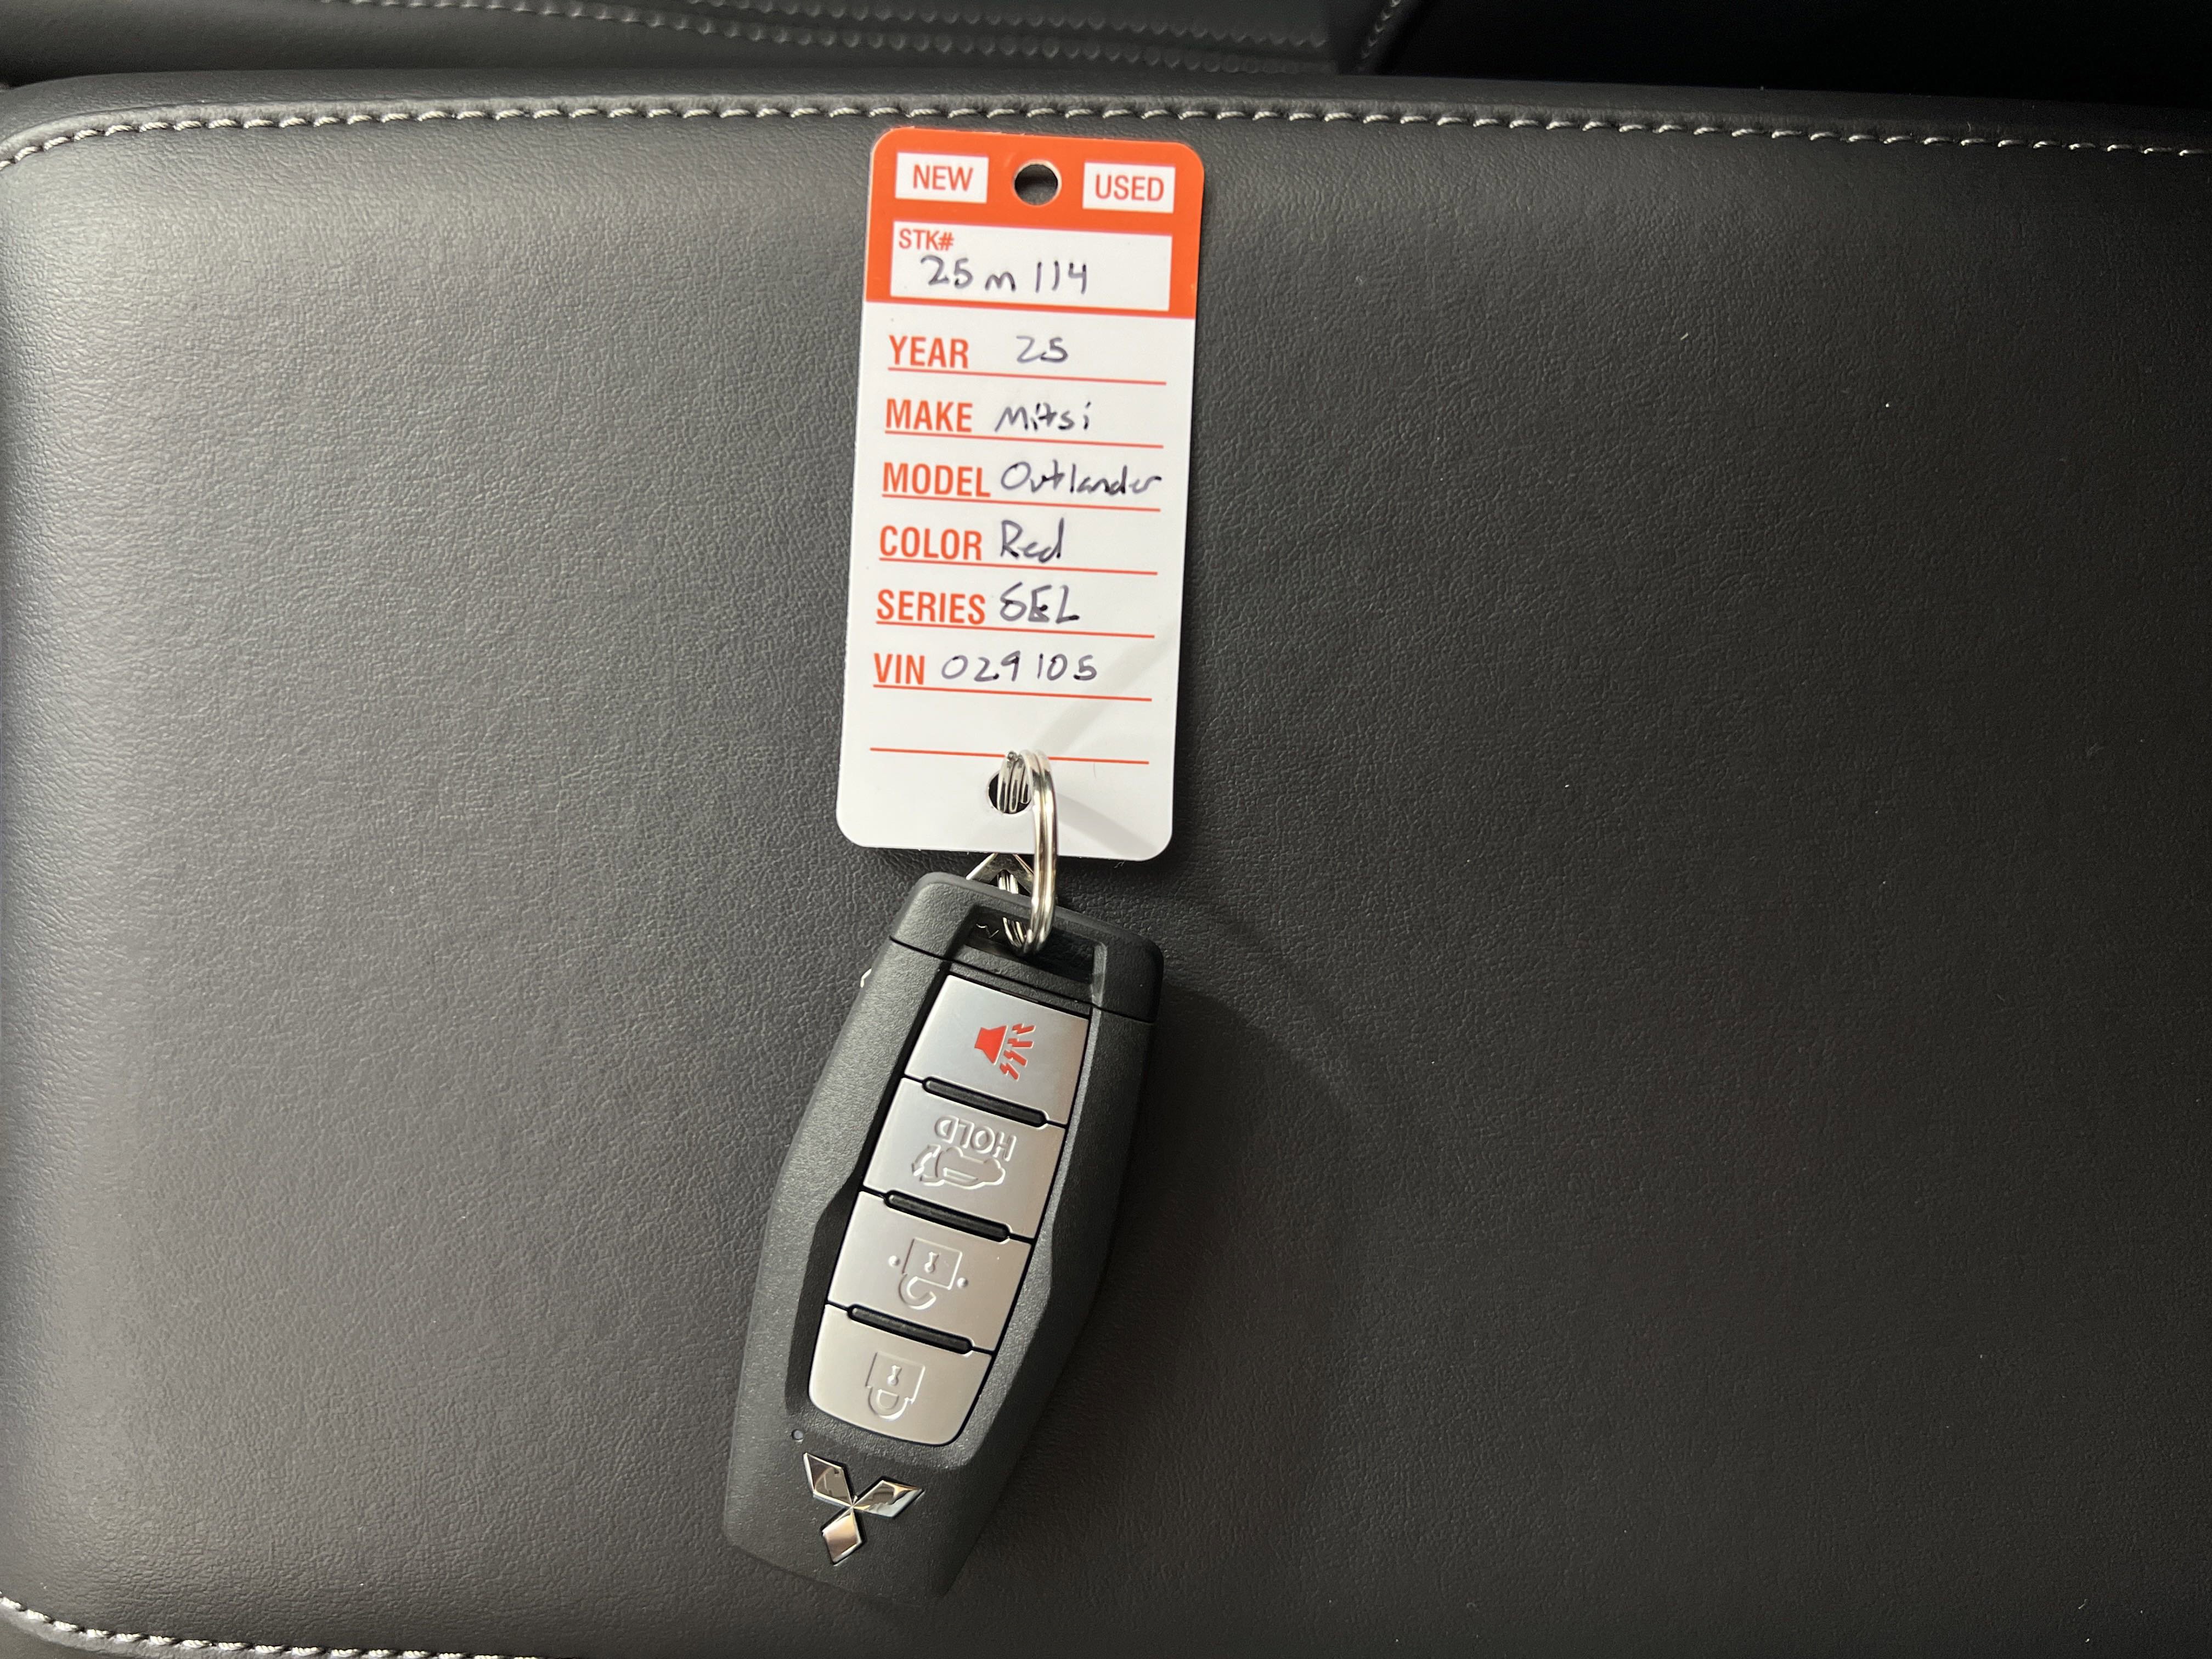 NEW USED
STK#
25m114
YEAR 25
MAKE Mitsi
MODEL Outlander
COLOR Red
SERIES SEL
VIN 029105
HOLD